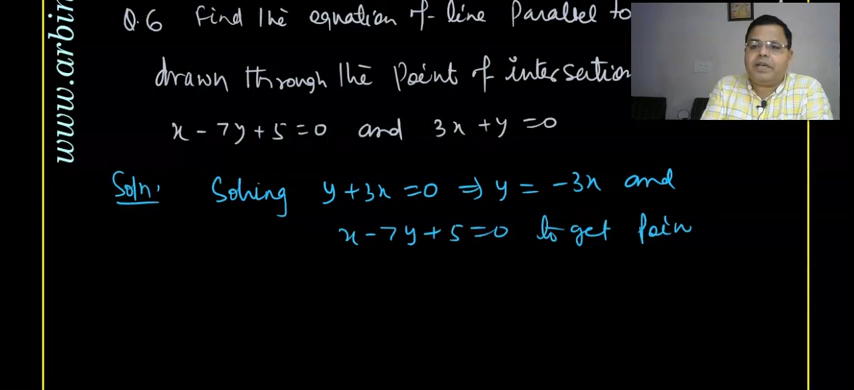 www.arbin
Q.6 Find the equation of line Parallel to
drawn through the Point of intersection
x - 7y + 5 = 0 and 3x + y = 0
Soln: Solving y + 3x = 0 ⇒ y = -3x and
x - 7y + 5 = 0 to get Poin